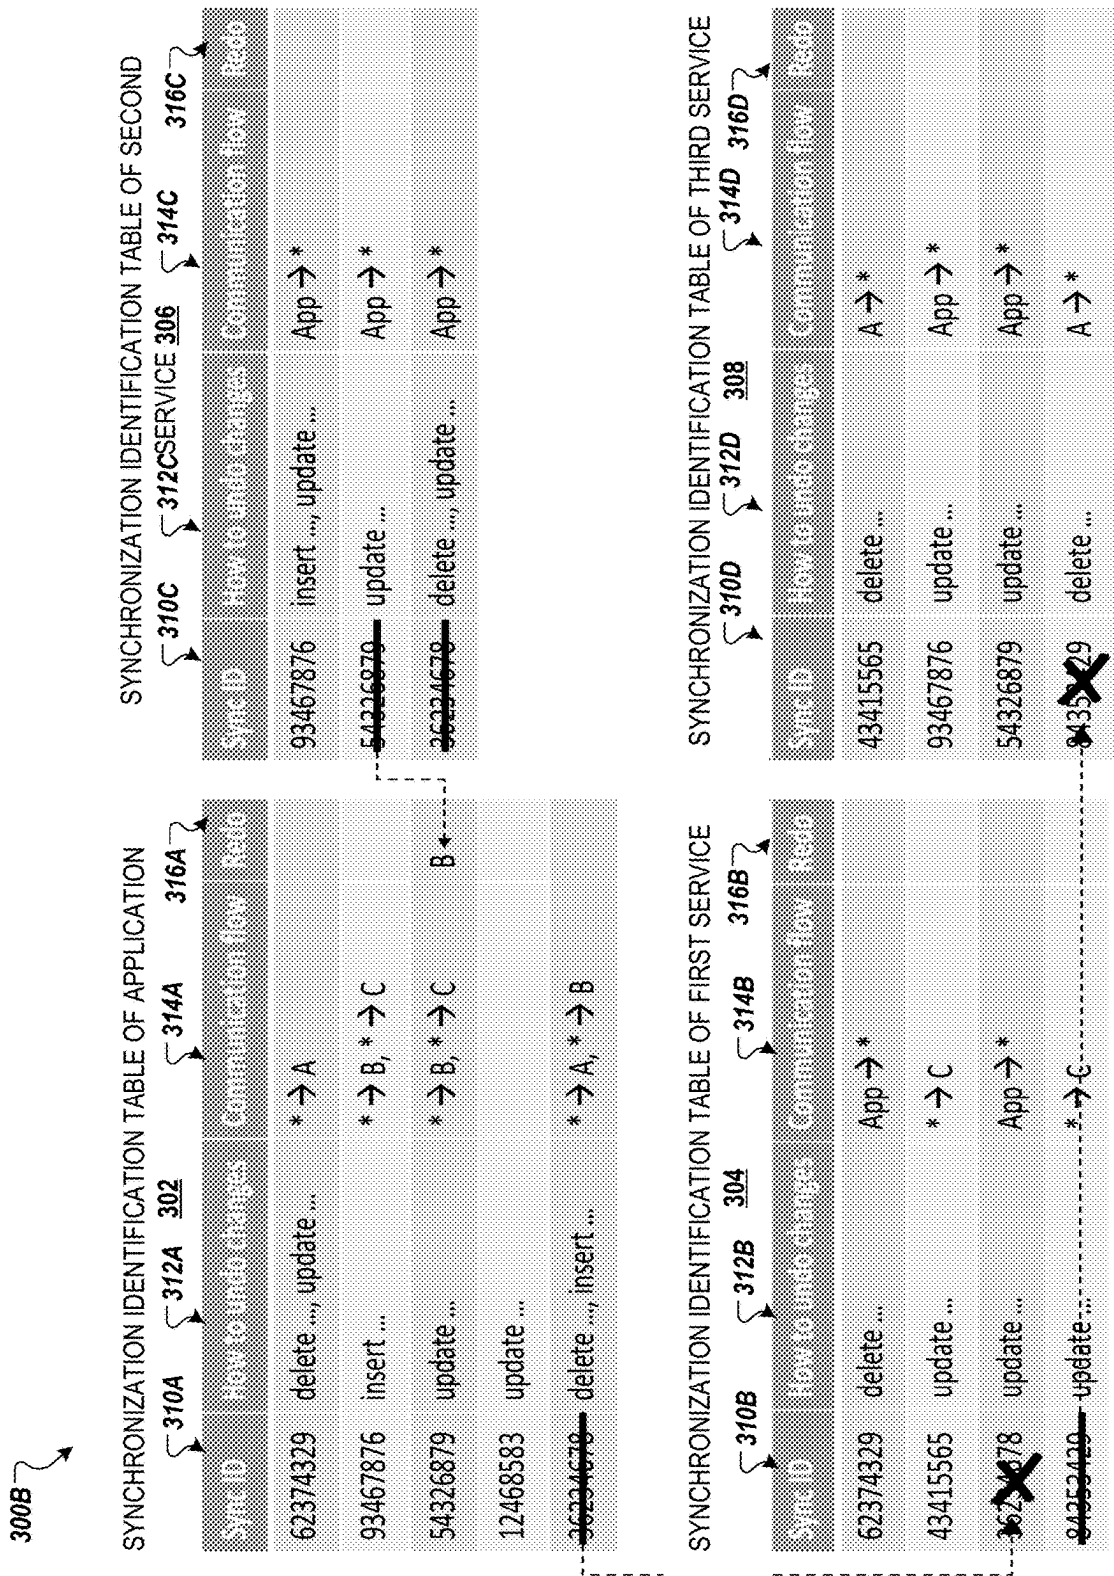 300B
SYNCHRONIZATION IDENTIFICATION TABLE OF APPLICATION
302
310A 312A 314A 316A
Sync ID How to undo changes Communication flow Redo
62374329 delete ..., update ... * → A
93467876 insert ... * → B, * → C
54326879 update ... * → B, * → C B
12468583 update ...
36234678 delete ..., insert ... * → A, * → B
SYNCHRONIZATION IDENTIFICATION TABLE OF SECOND
SERVICE 306
310C 312C 314C 316C
Sync ID How to undo changes Communication flow Redo
93467876 insert ..., update ... App → *
54326879 update ... App → *
36234678 delete ..., update ... App → *
SYNCHRONIZATION IDENTIFICATION TABLE OF FIRST SERVICE
304
310B 312B 314B 316B
Sync ID How to undo changes Communication flow Redo
62374329 delete ... App → *
43415565 update ... * → C
36234678 update ... App → *
84353429 update ... * → C
SYNCHRONIZATION IDENTIFICATION TABLE OF THIRD SERVICE
308
310D 312D 314D 316D
Sync ID How to undo changes Communication flow Redo
43415565 delete ... A → *
93467876 update ... App → *
54326879 update ... App → *
84353429 delete ... A → *